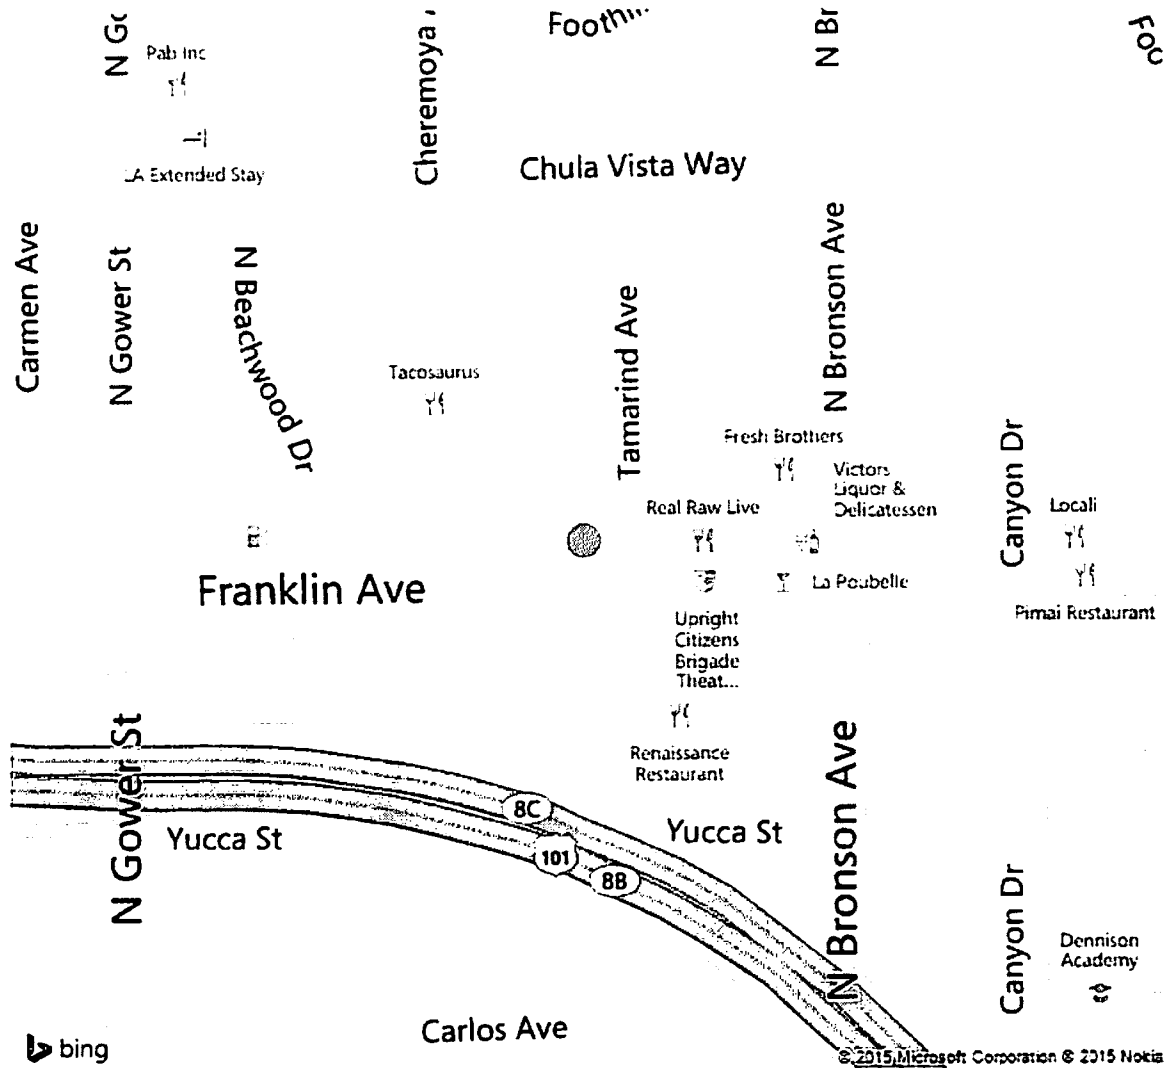 N Gc
Pab Inc
Cheremoya
Footh
N Br
Fou
LA Extended Stay
Chula Vista Way
Carmen Ave
N Gower St
N Beachwood Dr
Tacosaurus
Tamarind Ave
N Bronson Ave
Fresh Brothers
Victors
Liquor &
Delicatessen
Canyon Dr
Real Raw Live
Locali
Franklin Ave
La Poubelle
Pimai Restaurant
Upright
Citizens
Brigade
Theat...
Renaissance
Restaurant
N Gower St
Yucca St
8C
101
8B
Yucca St
N Bronson Ave
Canyon Dr
Dennison
Academy
Carlos Ave
bing
© 2015 Microsoft Corporation © 2015 Nokia